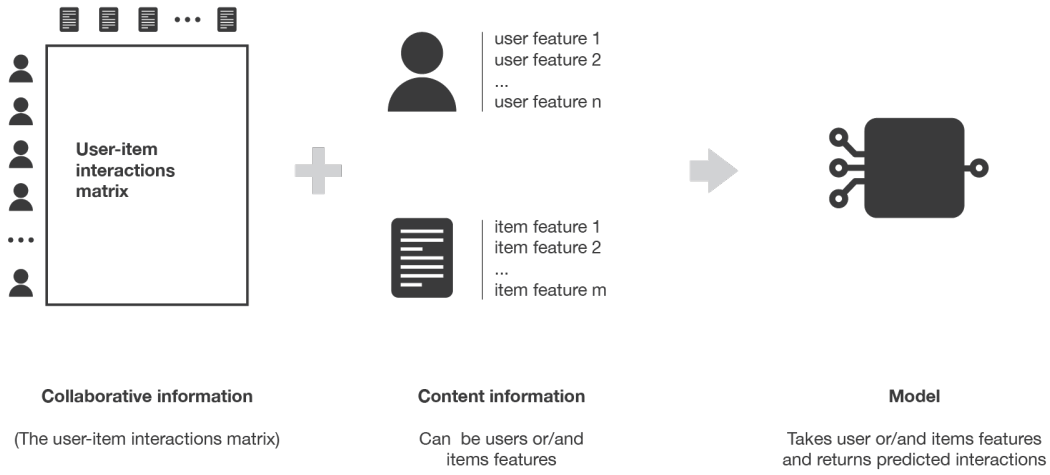 User-item
interactions
matrix
user feature 1
user feature 2
...
user feature n
item feature 1
item feature 2
...
item feature m
Collaborative information
(The user-item interactions matrix)
Content information
Can be users or/and
items features
Model
Takes user or/and items features
and returns predicted interactions